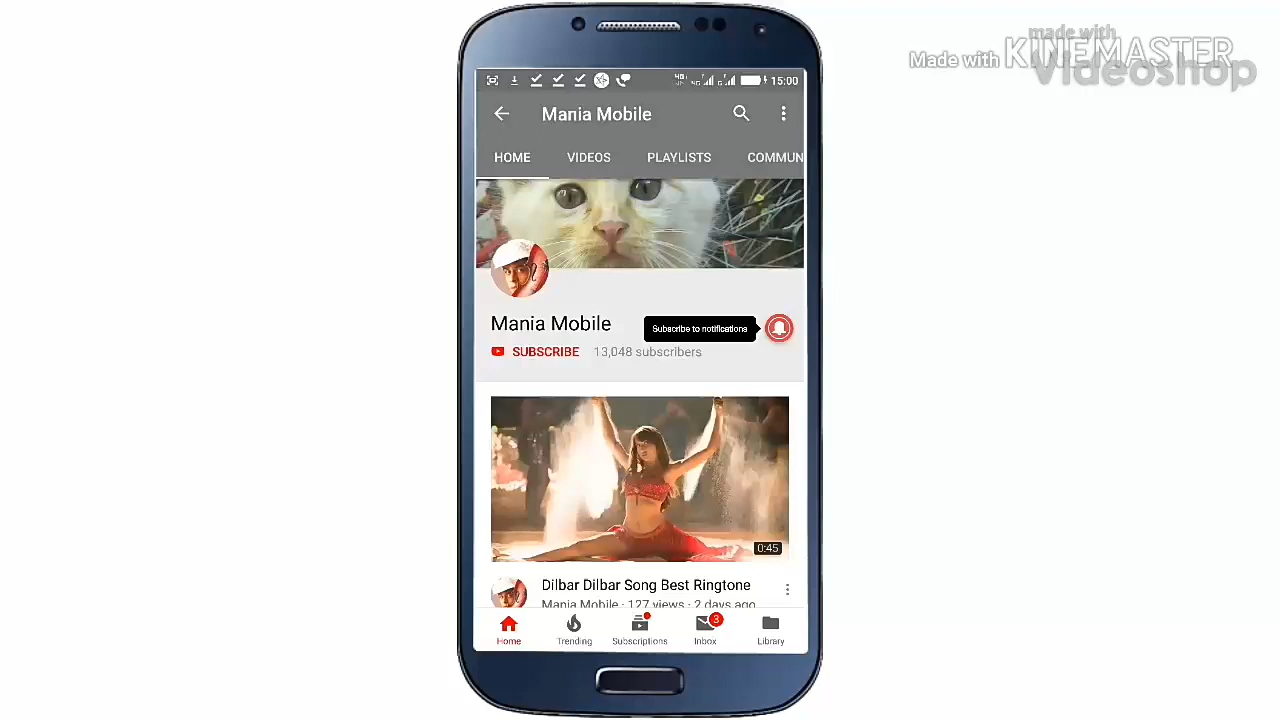 made with
Made with KINEMASTER
Videoshop
15:00
Mania Mobile
HOME VIDEOS PLAYLISTS COMMUN
Mania Mobile
Subscribe to notifications
SUBSCRIBE 13,048 subscribers
0:45
Dilbar Dilbar Song Best Ringtone
Mania Mobile · 127 views · 2 days ago
3
Home Trending Subscriptions Inbox Library